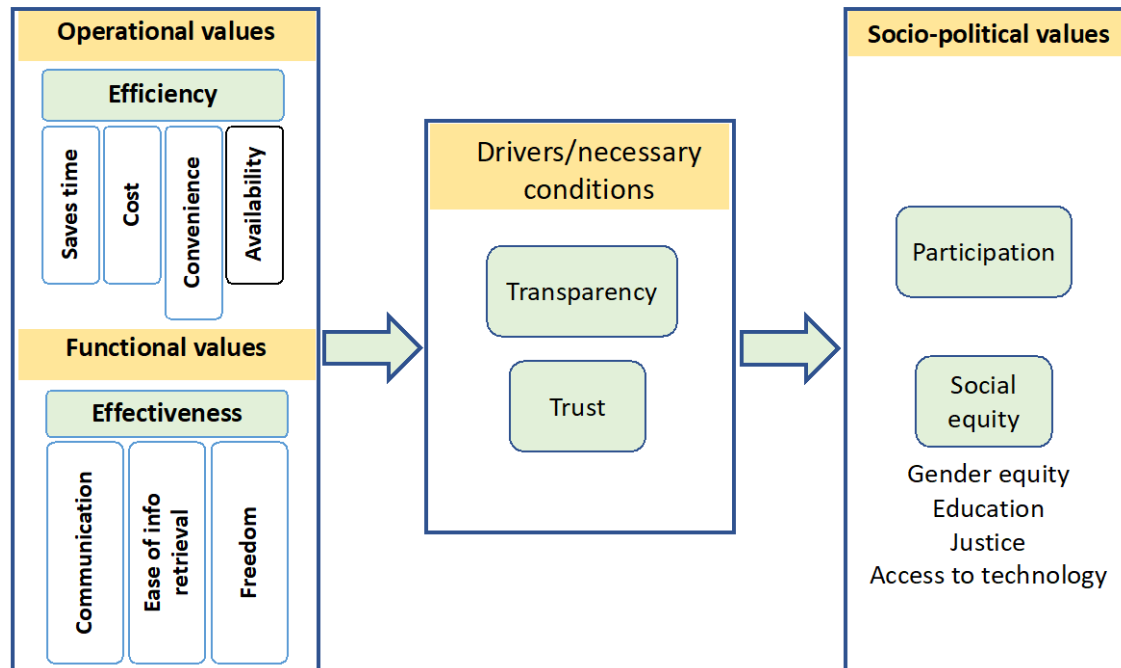 Operational values
Efficiency
Saves time
Cost
Convenience
Availability
Functional values
Effectiveness
Communication
Ease of info
retrieval
Freedom
Drivers/necessary
conditions
Transparency
Trust
Socio-political values
Participation
Social
equity
Gender equity
Education
Justice
Access to technology